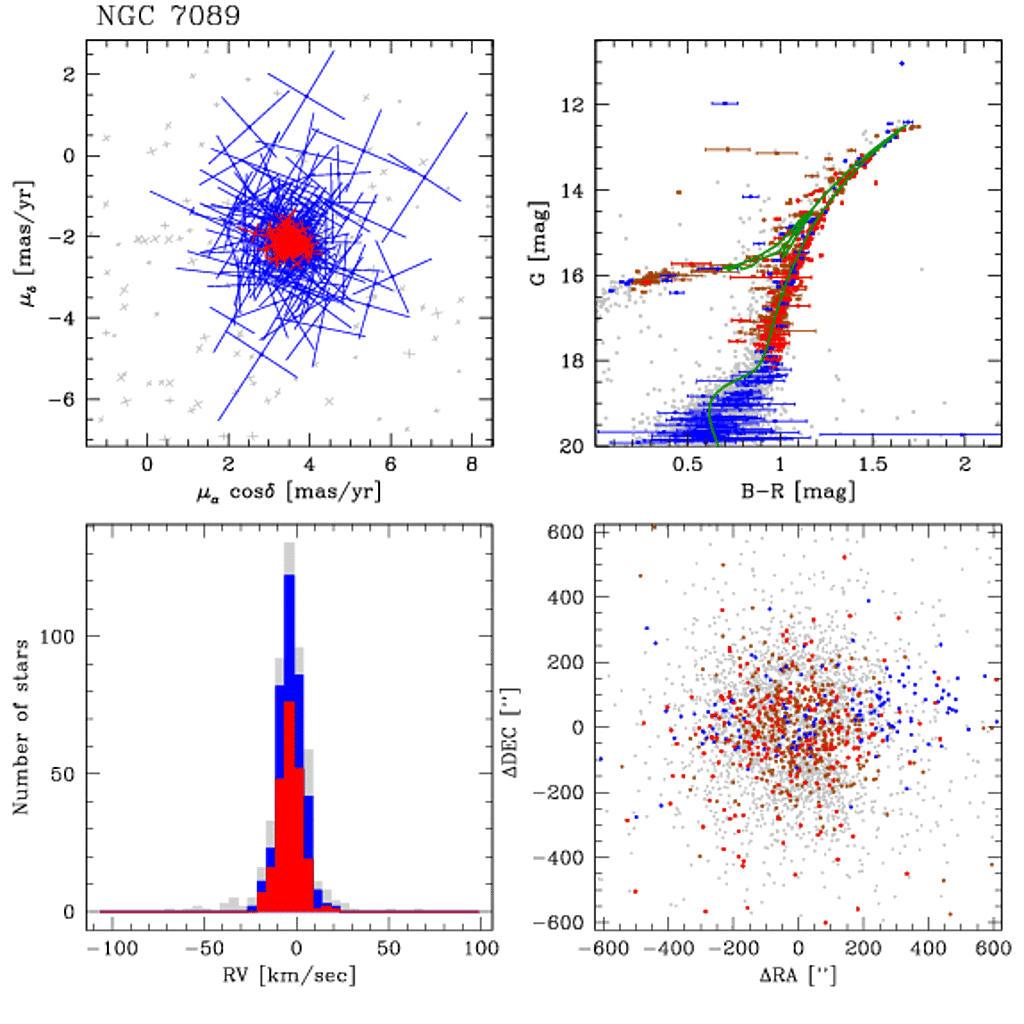 NGC 7089
2
0
−2
−4
−6
0 2 4 6 8
μδ [mas/yr]
μα cosδ [mas/yr]
12
14
16
18
20
0.5 1 1.5 2
G [mag]
B−R [mag]
100
50
0
−100 −50 0 50 100
Number of stars
RV [km/sec]
600
400
200
0
−200
−400
−600
−600 −400 −200 0 200 400 600
ΔDEC ["]
ΔRA ["]